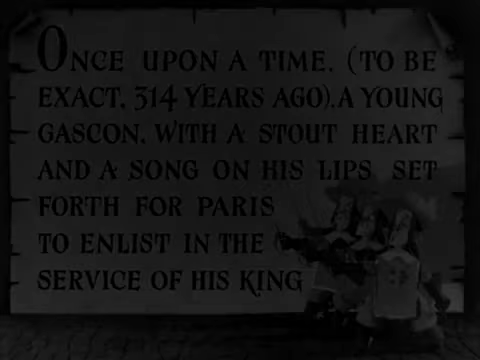 ONCE UPON A TIME, (TO BE
EXACT, 314 YEARS AGO), A YOUNG
GASCON, WITH A STOUT HEART
AND A SONG ON HIS LIPS SET
FORTH FOR PARIS
TO ENLIST IN THE
SERVICE OF HIS KING